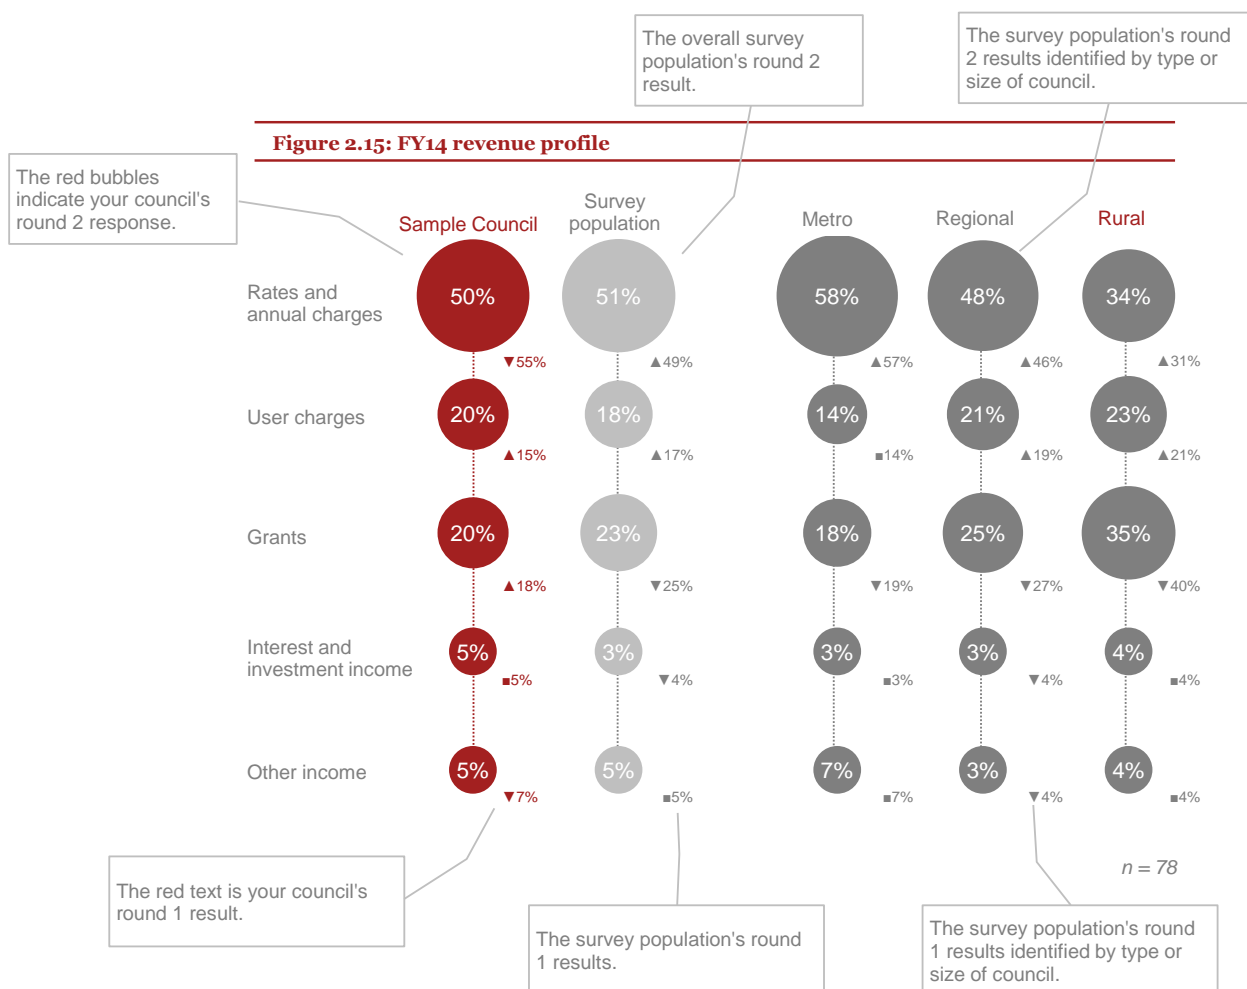 The overall survey
population's round 2
result.
The survey population's round
2 results identified by type or
size of council.
Figure 2.15: FY14 revenue profile
The red bubbles
indicate your council's
round 2 response.
Sample Council
Survey
population
Metro
Regional
Rural
Rates and
annual charges
50%
51%
58%
48%
34%
▼55%
▲49%
▲57%
▲46%
▲31%
User charges
20%
18%
14%
21%
23%
▲15%
▲17%
■14%
▲19%
▲21%
Grants
20%
23%
18%
25%
35%
▲18%
▼25%
▼19%
▼27%
▼40%
Interest and
investment income
5%
3%
3%
3%
4%
■5%
▼4%
■3%
▼4%
■4%
Other income
5%
5%
7%
3%
4%
▼7%
■5%
■7%
▼4%
■4%
n = 78
The red text is your council's
round 1 result.
The survey population's round
1 results.
The survey population's round
1 results identified by type or
size of council.